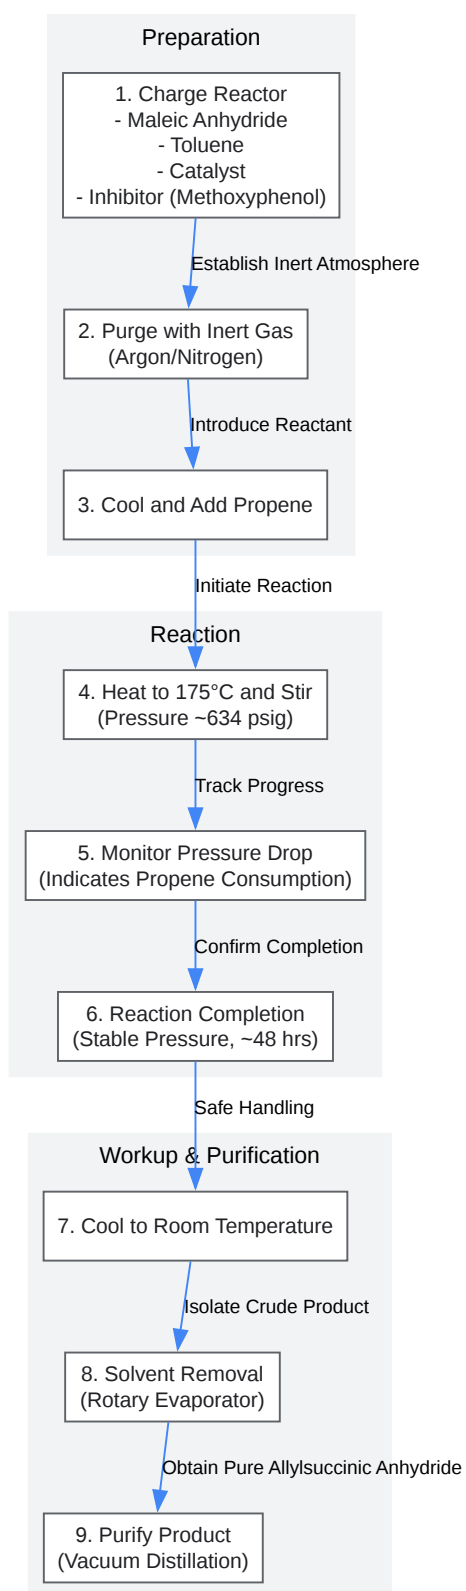 Preparation
1. Charge Reactor
- Maleic Anhydride
- Toluene
- Catalyst
- Inhibitor (Methoxyphenol)
Establish Inert Atmosphere
2. Purge with Inert Gas
(Argon/Nitrogen)
Introduce Reactant
3. Cool and Add Propene
Initiate Reaction
Reaction
4. Heat to 175°C and Stir
(Pressure ~634 psig)
Track Progress
5. Monitor Pressure Drop
(Indicates Propene Consumption)
Confirm Completion
6. Reaction Completion
(Stable Pressure, ~48 hrs)
Safe Handling
Workup & Purification
7. Cool to Room Temperature
Isolate Crude Product
8. Solvent Removal
(Rotary Evaporator)
Obtain Pure Allylsuccinic Anhydride
9. Purify Product
(Vacuum Distillation)